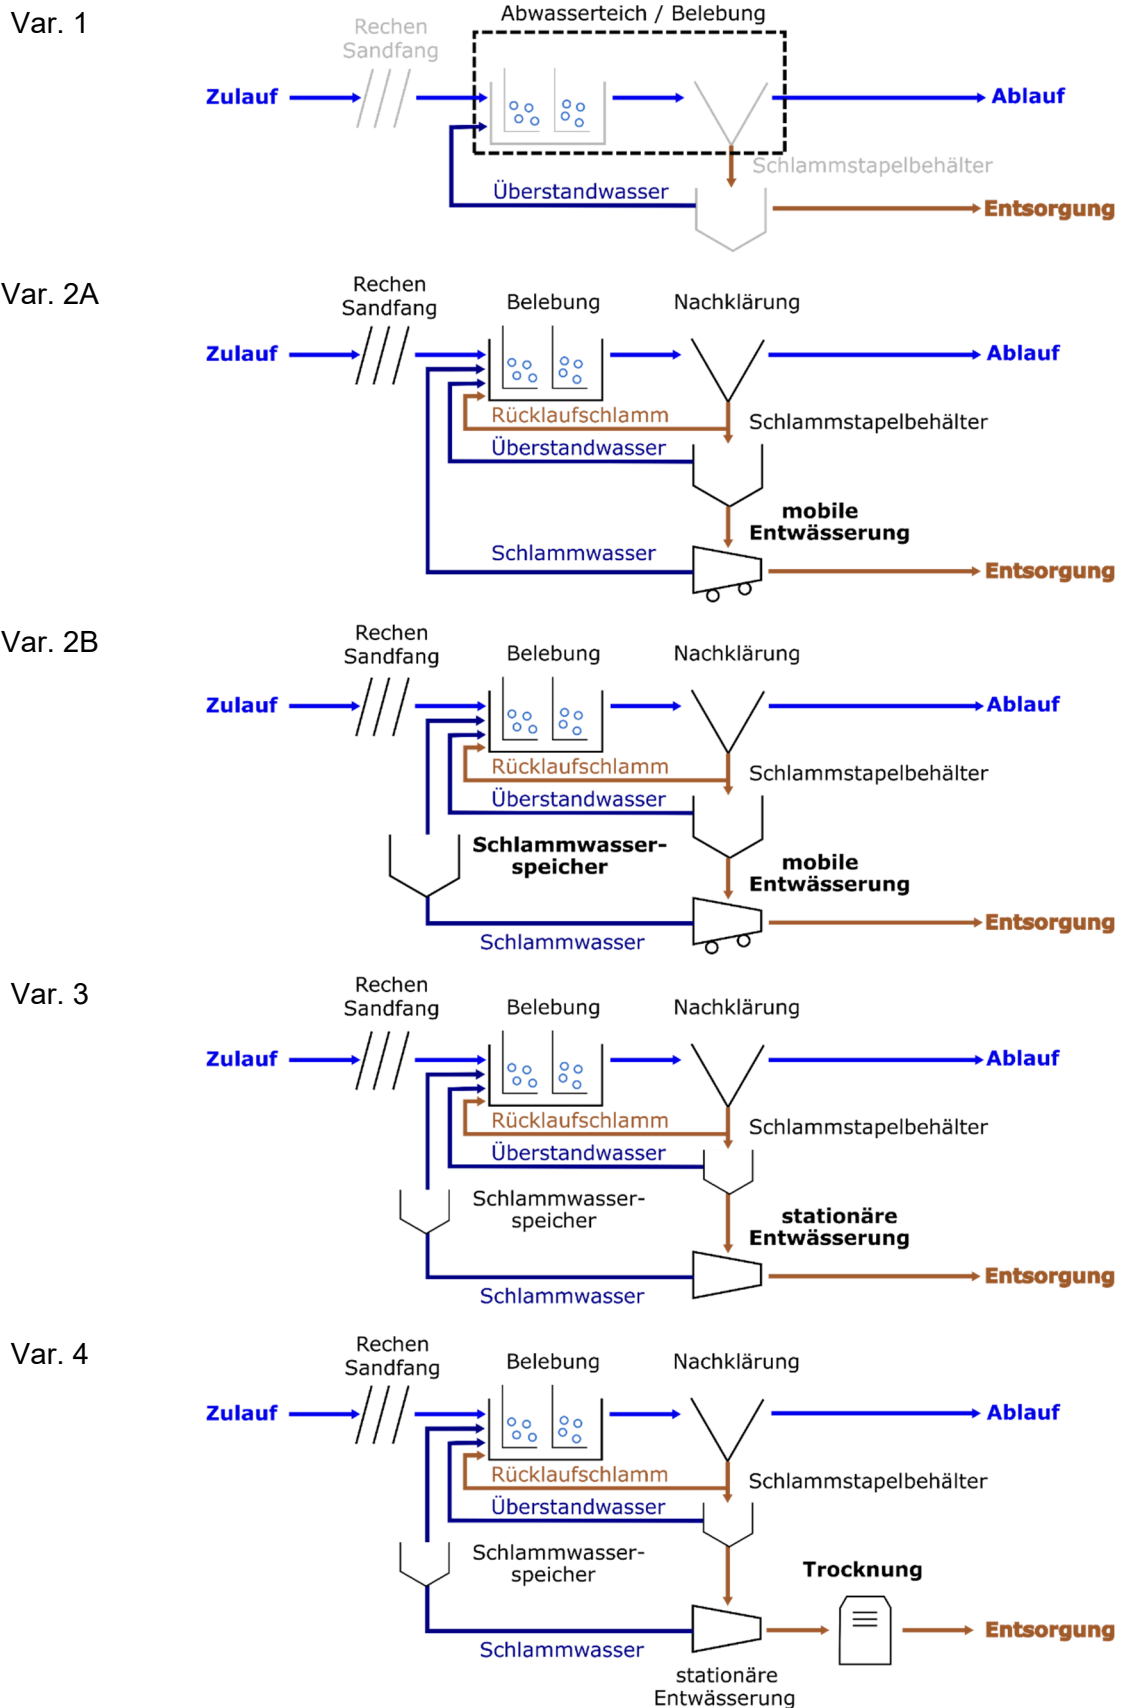 Var. 1
Abwasserteich / Belebung
Rechen
Sandfang
Zulauf
Ablauf
Schlammstapelbehälter
Überstandwasser
Entsorgung
Var. 2A
Rechen
Sandfang
Belebung
Nachklärung
Zulauf
Ablauf
Rücklaufschlamm
Schlammstapelbehälter
Überstandwasser
mobile
Entwässerung
Schlammwasser
Entsorgung
Var. 2B
Rechen
Sandfang
Belebung
Nachklärung
Zulauf
Ablauf
Rücklaufschlamm
Schlammstapelbehälter
Überstandwasser
Schlammwasser-
speicher
mobile
Entwässerung
Entsorgung
Schlammwasser
Var. 3
Rechen
Sandfang
Belebung
Nachklärung
Zulauf
Ablauf
Rücklaufschlamm
Schlammstapelbehälter
Überstandwasser
Schlammwasser-
speicher
stationäre
Entwässerung
Entsorgung
Schlammwasser
Var. 4
Rechen
Sandfang
Belebung
Nachklärung
Zulauf
Ablauf
Rücklaufschlamm
Schlammstapelbehälter
Überstandwasser
Schlammwasser-
speicher
Trocknung
Entsorgung
Schlammwasser
stationäre
Entwässerung